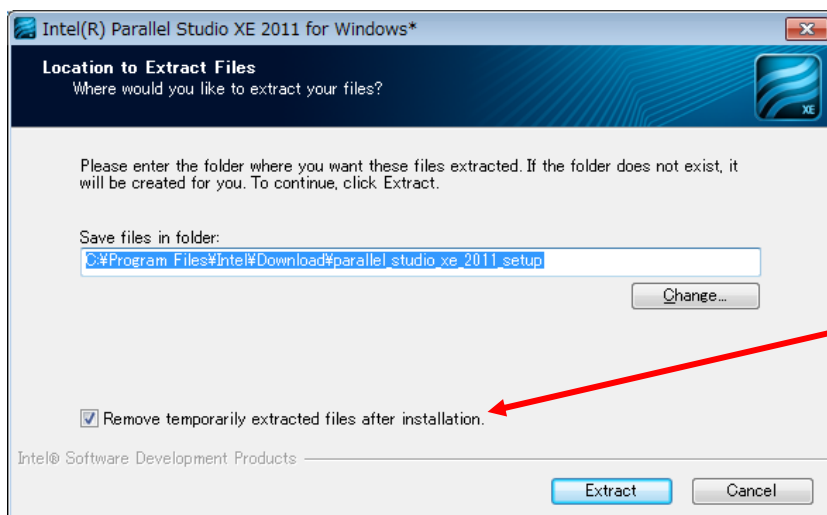 Intel(R) Parallel Studio XE 2011 for Windows*
Location to Extract Files
Where would you like to extract your files?
XE
Please enter the folder where you want these files extracted. If the folder does not exist, it
will be created for you. To continue, click Extract.
Save files in folder:
C:¥Program Files¥Intel¥Download¥parallel_studio_xe_2011_setup
Change...
Remove temporarily extracted files after installation.
Intel® Software Development Products
Extract
Cancel